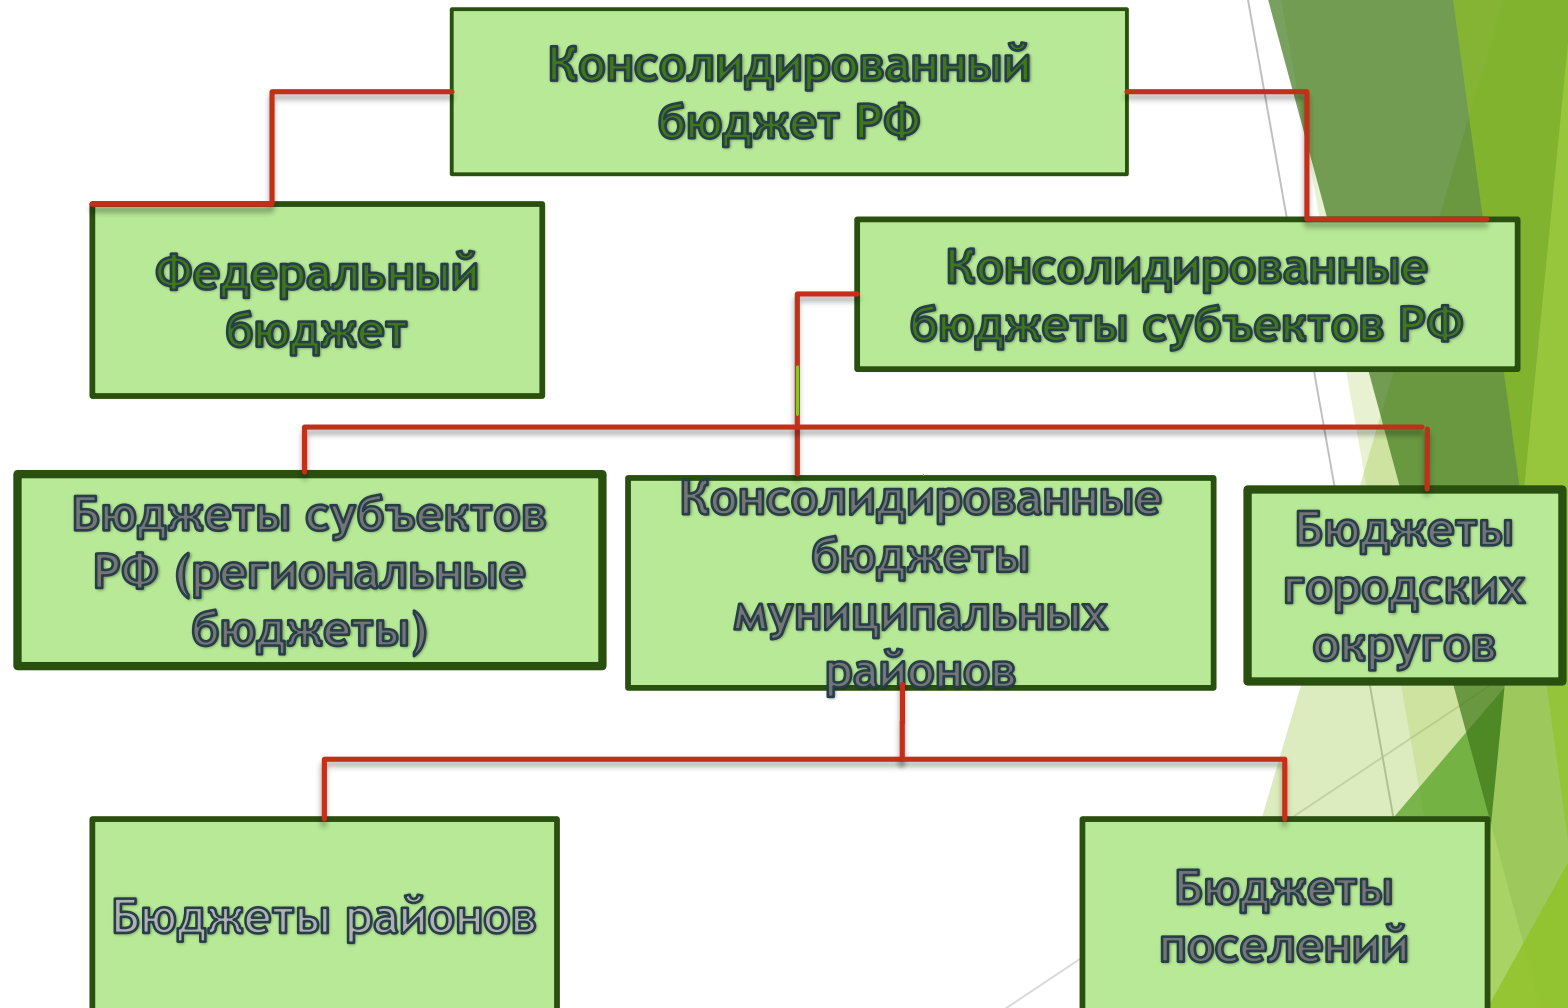 Консолидированный
бюджет РФ
Федеральный
бюджет
Консолидированные
бюджеты субъектов РФ
Бюджеты субъектов
РФ (региональные
бюджеты)
Консолидированные
бюджеты
муниципальных
районов
Бюджеты
городских
округов
Бюджеты районов
Бюджеты
поселений